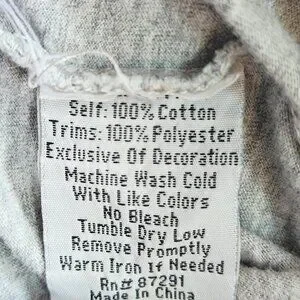 Self: 100% Cotton
Trims: 100% Polyester
Exclusive Of Decoration
Machine Wash Cold
With Like Colors
No Bleach
Tumble Dry Low
Remove Promptly
Warm Iron If Needed
Rn# 87291
Made In China